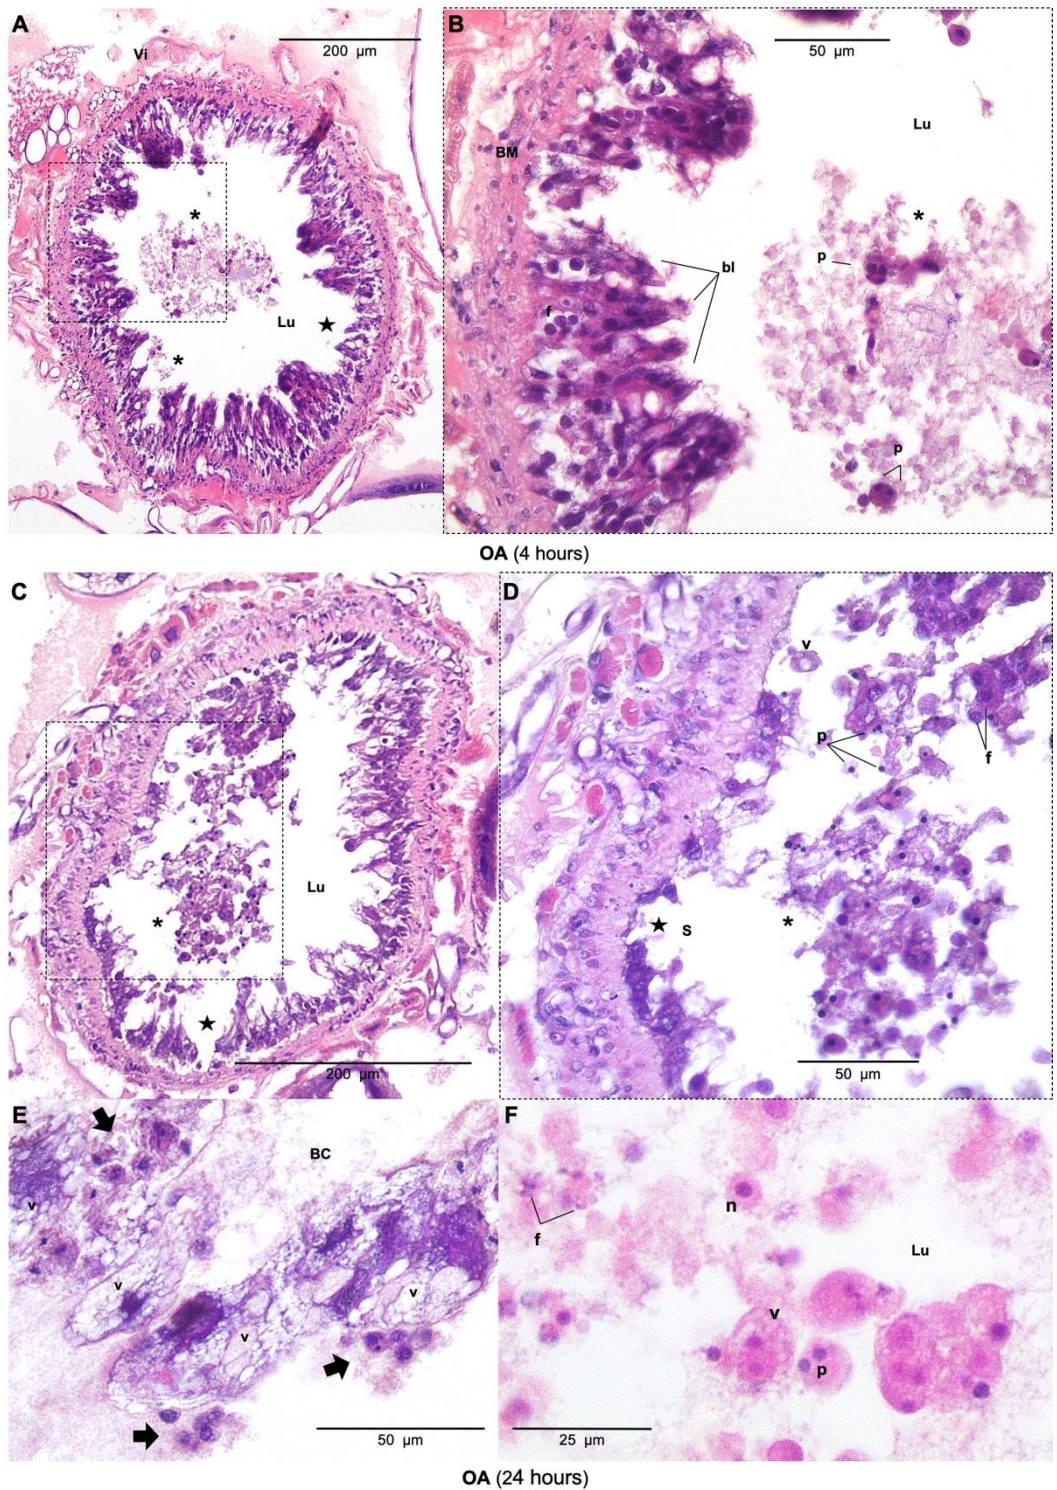 A
Vi
200 µm
*
Lu
★
*
B
50 µm
Lu
BM
*
p
bl
f
p
OA (4 hours)
C
Lu
*
★
200 µm
D
v
p
f
★ S
*
50 µm
E
BC
v
v
v
v
50 µm
F
n
f
Lu
v
p
25 µm
OA (24 hours)